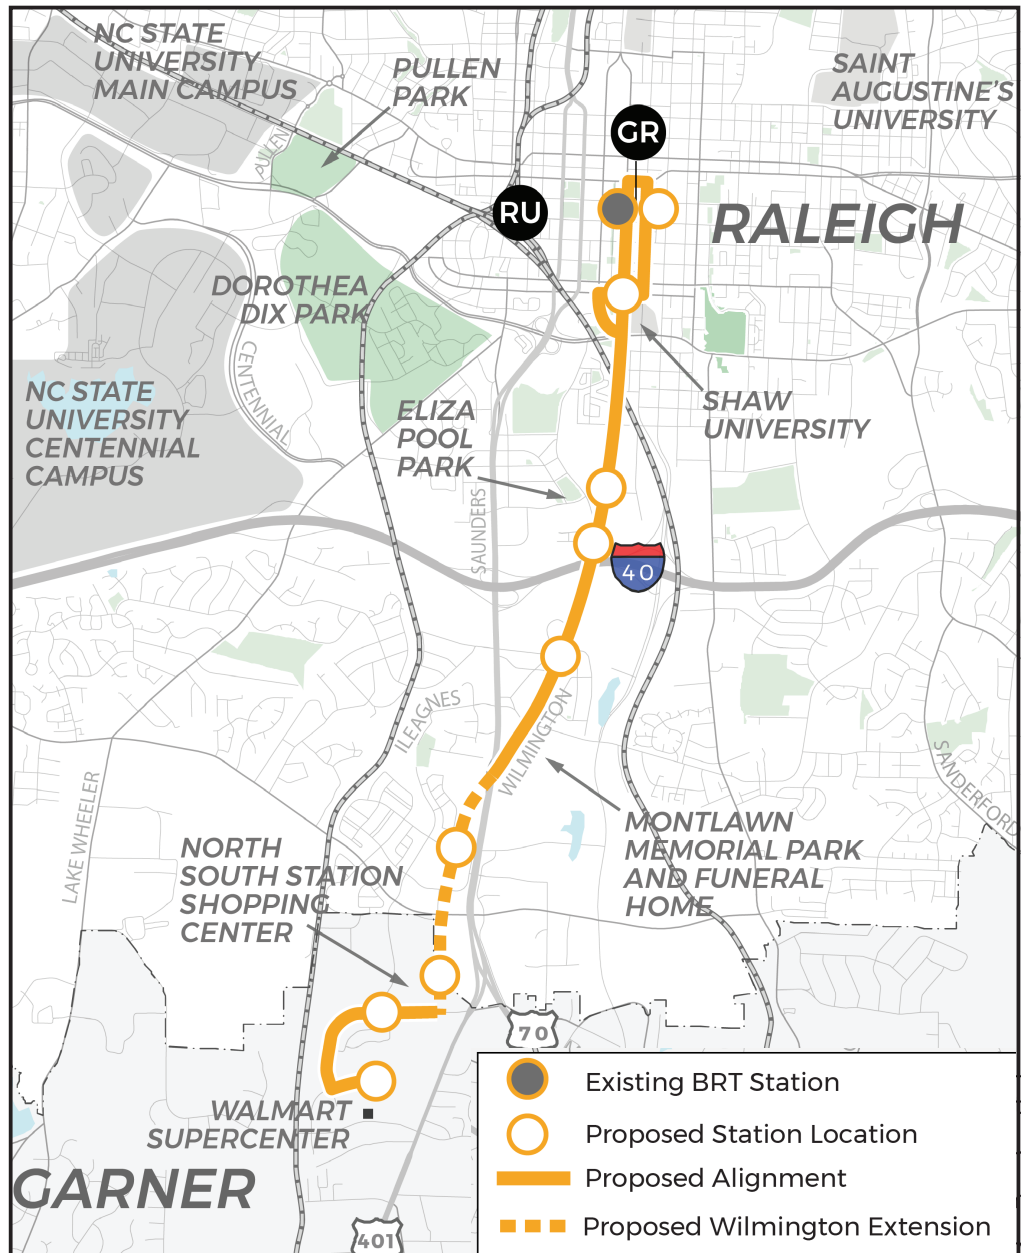 NC STATE
UNIVERSITY
MAIN CAMPUS
PULLEN
PARK
SAINT
AUGUSTINE'S
UNIVERSITY
PULLEN
GR
RU
RALEIGH
DOROTHEA
DIX PARK
CENTENNIAL
NC STATE
UNIVERSITY
CENTENNIAL
CAMPUS
ELIZA
POOL
PARK
SHAW
UNIVERSITY
SAUNDERS
40
ILEAGNES
WILMINGTON
SANDERFORD
LAKE WHEELER
NORTH
SOUTH STATION
SHOPPING
CENTER
MONTLAWN
MEMORIAL PARK
AND FUNERAL
HOME
70
WALMART
SUPERCENTER
GARNER
401
Existing BRT Station
Proposed Station Location
Proposed Alignment
Proposed Wilmington Extension